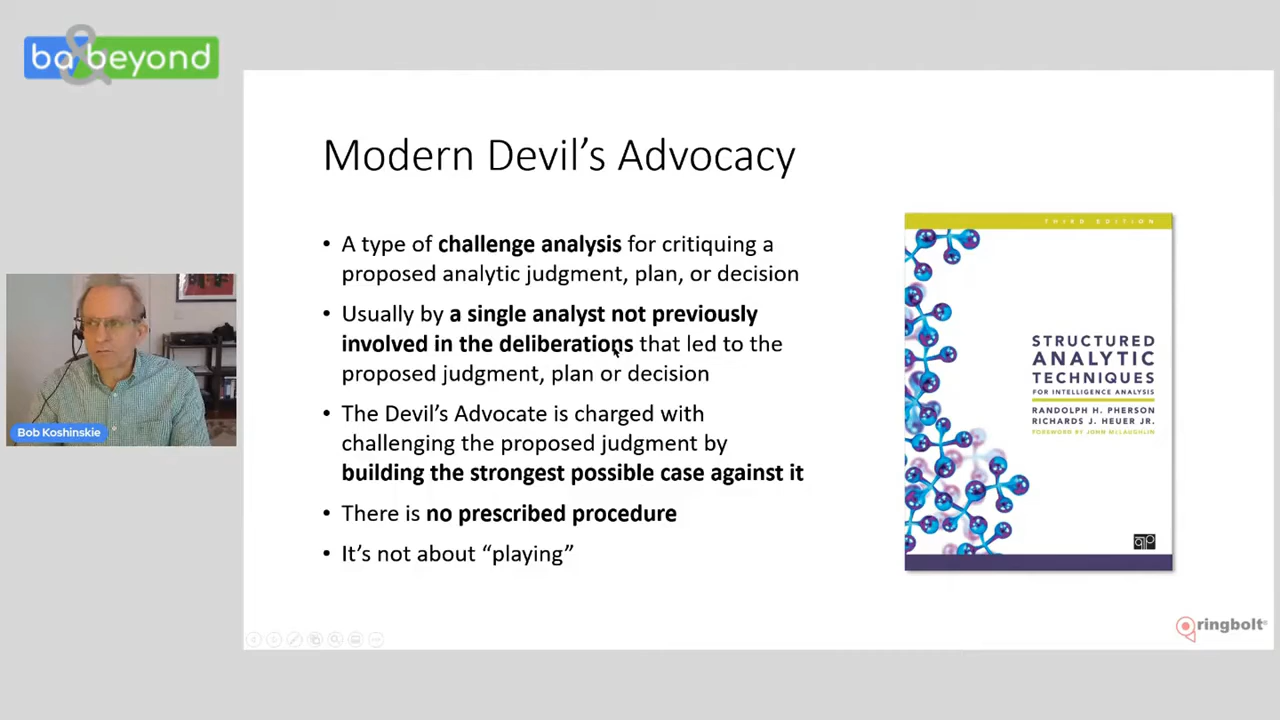 ba & beyond
Modern Devil's Advocacy
• A type of challenge analysis for critiquing a
proposed analytic judgment, plan, or decision
• Usually by a single analyst not previously
involved in the deliberations that led to the
proposed judgment, plan or decision
• The Devil's Advocate is charged with
challenging the proposed judgment by
building the strongest possible case against it
• There is no prescribed procedure
• It's not about “playing”
THIRD EDITION
STRUCTURED
ANALYTIC
TECHNIQUES
FOR INTELLIGENCE ANALYSIS
RANDOLPH H. PHERSON
RICHARDS J. HEUER JR.
FOREWORD BY JOHN MCLAUGHLIN
Bob Koshinskie
ringbolt®